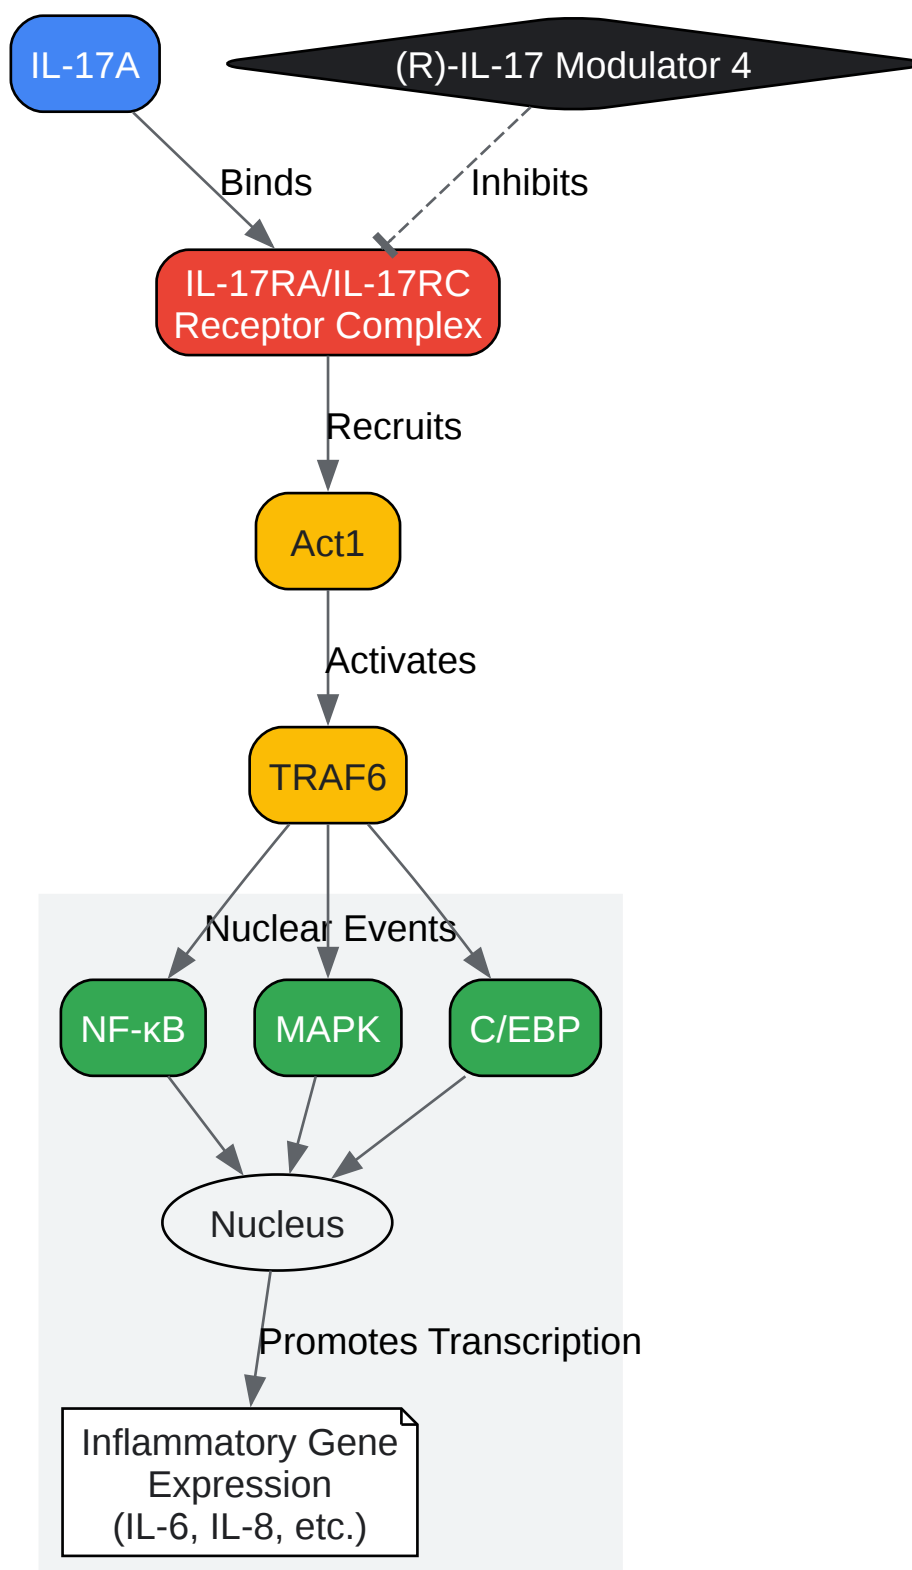 IL-17A
(R)-IL-17 Modulator 4
Binds
Inhibits
IL-17RA/IL-17RC
Receptor Complex
Recruits
Act1
Activates
TRAF6
Nuclear Events
NF-κB
MAPK
C/EBP
Nucleus
Promotes Transcription
Inflammatory Gene
Expression
(IL-6, IL-8, etc.)